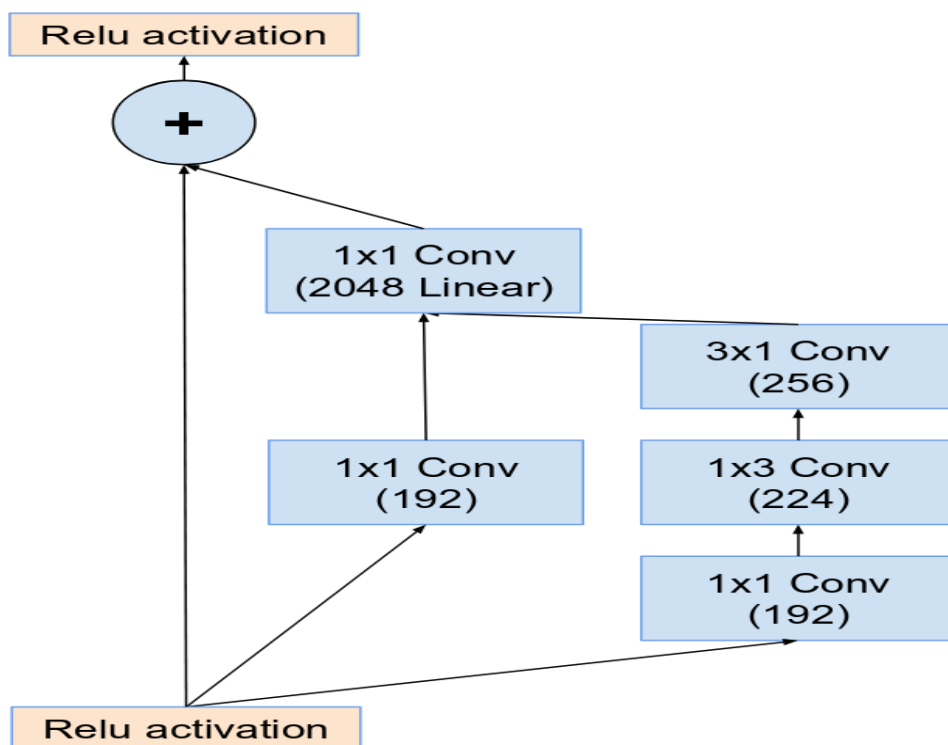 Relu activation
+
1x1 Conv
(2048 Linear)
3x1 Conv
(256)
1x1 Conv
(192)
1x3 Conv
(224)
1x1 Conv
(192)
Relu activation